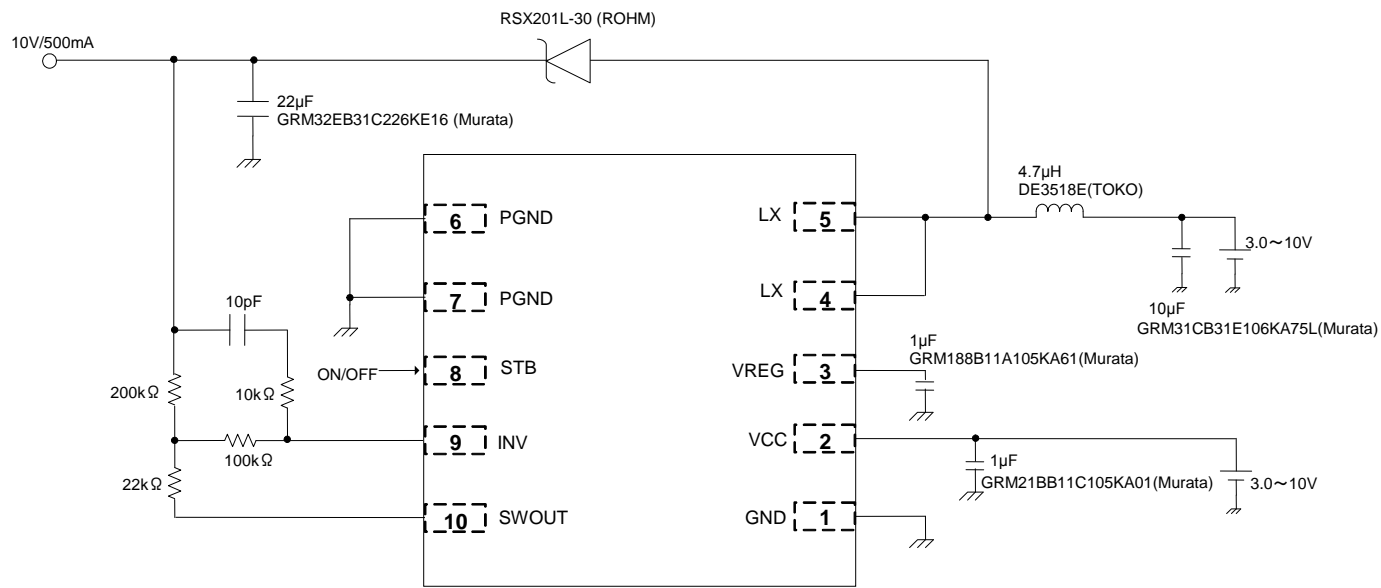 RSX201L-30 (ROHM)
10V/500mA
22µF
GRM32EB31C226KE16 (Murata)
4.7µH
DE3518E(TOKO)
6 PGND
LX 5
3.0～10V
7 PGND
LX 4
10µF
GRM31CB31E106KA75L(Murata)
10pF
1µF
GRM188B11A105KA61(Murata)
ON/OFF
8 STB
VREG 3
200kΩ
10kΩ
9 INV
VCC 2
100kΩ
1µF
GRM21BB11C105KA01(Murata)
3.0～10V
22kΩ
10 SWOUT
GND 1